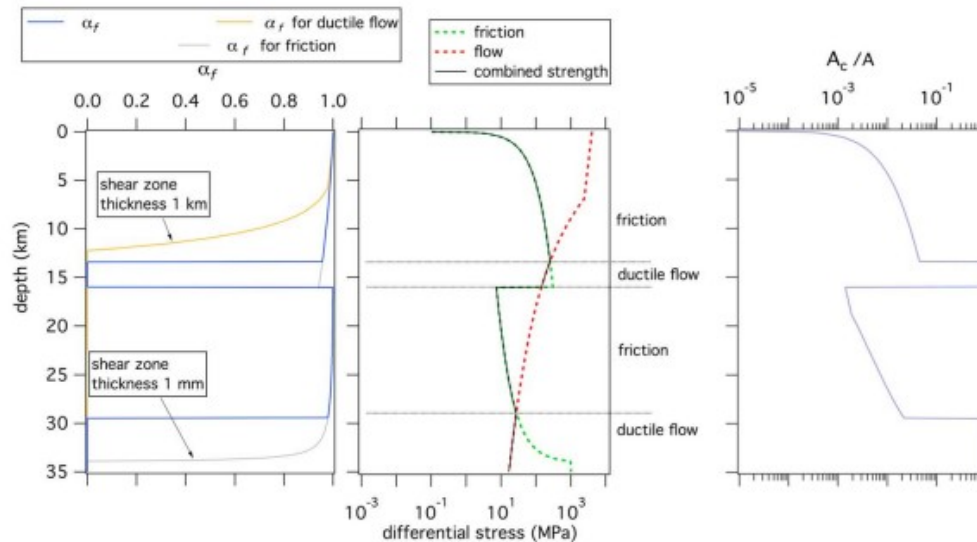 α_f
α_f for ductile flow
α_f for friction
α_f
0.0 0.2 0.4 0.6 0.8 1.0
0
5
10
15
20
25
30
35
depth (km)
shear zone
thickness 1 km
shear zone
thickness 1 mm
friction
flow
combined strength
friction
ductile flow
friction
ductile flow
10^-3 10^-1 10^1 10^3
differential stress (MPa)
A_c /A
10^-5 10^-3 10^-1